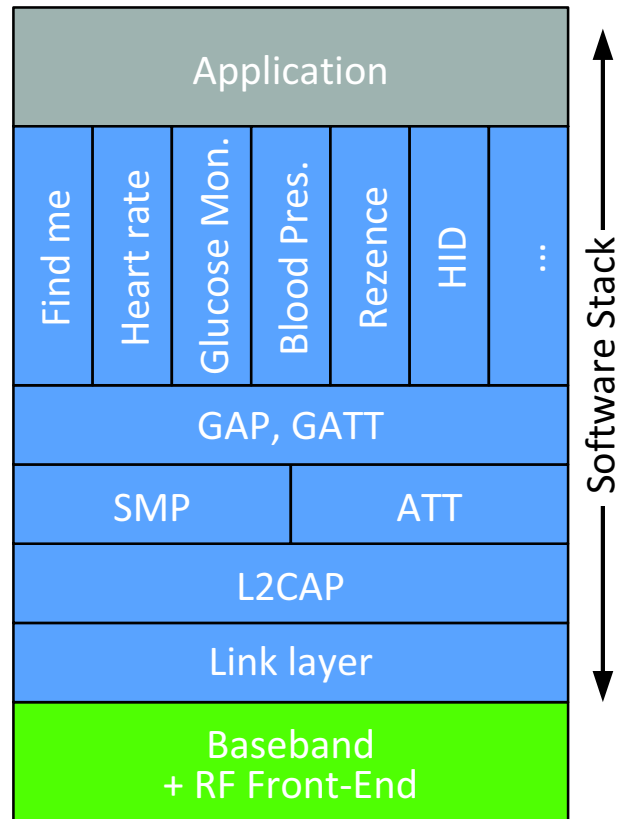 Application
Find me
Heart rate
Glucose Mon.
Blood Pres.
Rezence
HID
...
GAP, GATT
SMP
ATT
L2CAP
Link layer
Baseband
+ RF Front-End
Software Stack